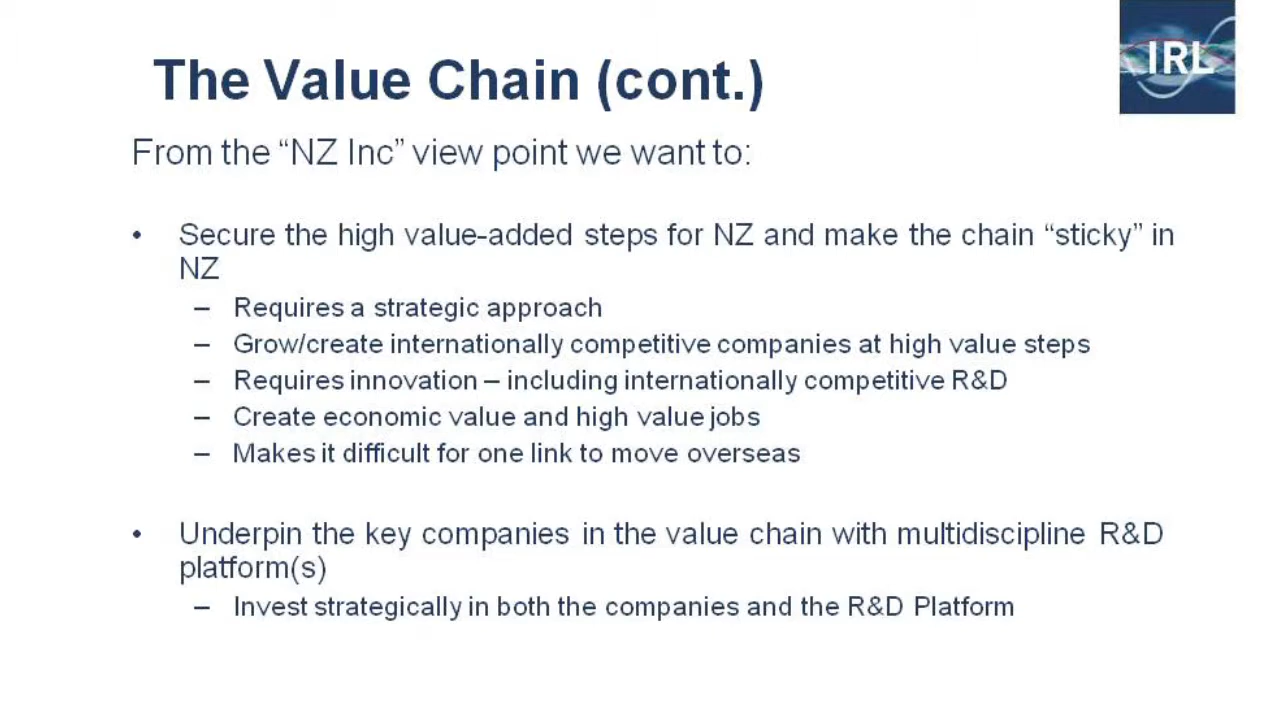 IRL
The Value Chain (cont.)
From the “NZ Inc” view point we want to:
• Secure the high value-added steps for NZ and make the chain “sticky” in
NZ
– Requires a strategic approach
– Grow/create internationally competitive companies at high value steps
– Requires innovation – including internationally competitive R&D
– Create economic value and high value jobs
– Makes it difficult for one link to move overseas
• Underpin the key companies in the value chain with multidiscipline R&D
platform(s)
– Invest strategically in both the companies and the R&D Platform